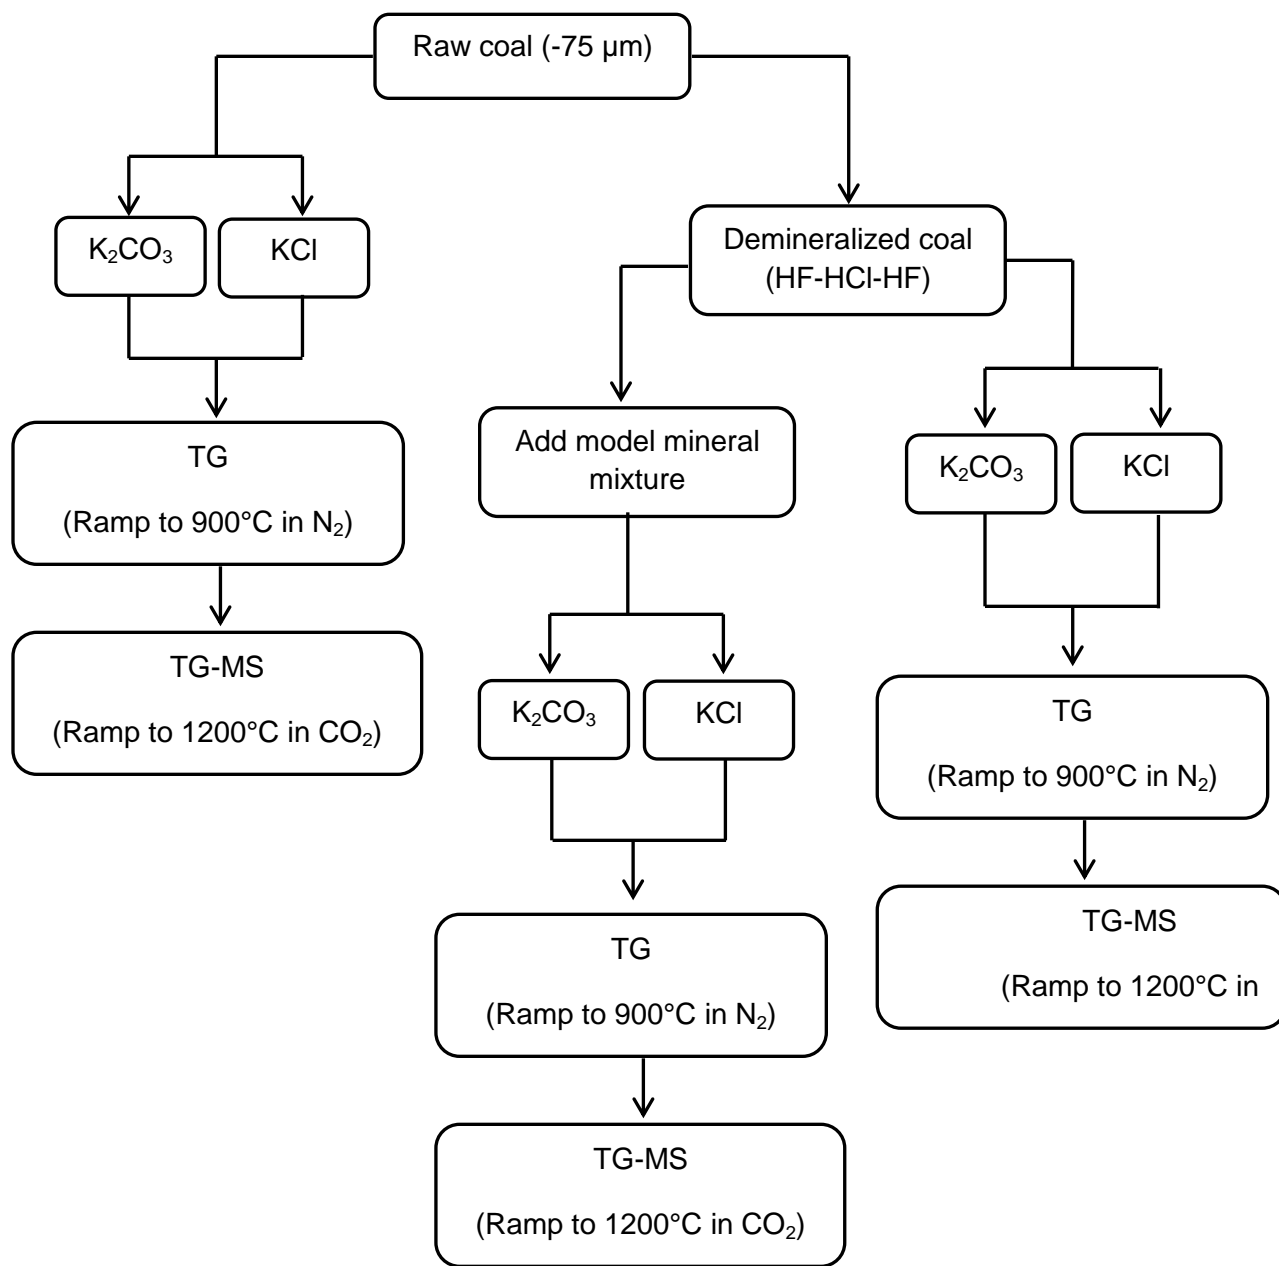 Raw coal (-75 µm)
K₂CO₃
KCl
Demineralized coal
(HF-HCl-HF)
TG
(Ramp to 900°C in N₂)
Add model mineral
mixture
K₂CO₃
KCl
TG-MS
(Ramp to 1200°C in CO₂)
K₂CO₃
KCl
TG
(Ramp to 900°C in N₂)
TG
(Ramp to 900°C in N₂)
TG-MS
(Ramp to 1200°C in
TG-MS
(Ramp to 1200°C in CO₂)